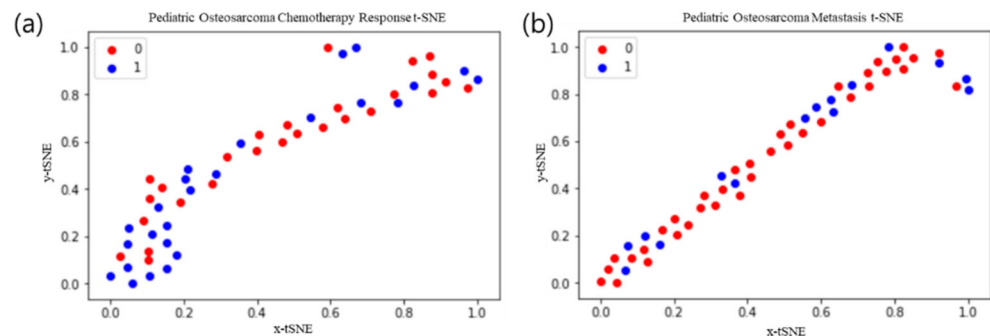 (a)
Pediatric Osteosarcoma Chemotherapy Response t-SNE
0
1
1.0
0.8
0.6
0.4
0.2
0.0
y-tSNE
0.0 0.2 0.4 0.6 0.8 1.0
x-tSNE
(b)
Pediatric Osteosarcoma Metastasis t-SNE
0
1
1.0
0.8
0.6
0.4
0.2
0.0
y-tSNE
0.0 0.2 0.4 0.6 0.8 1.0
x-tSNE